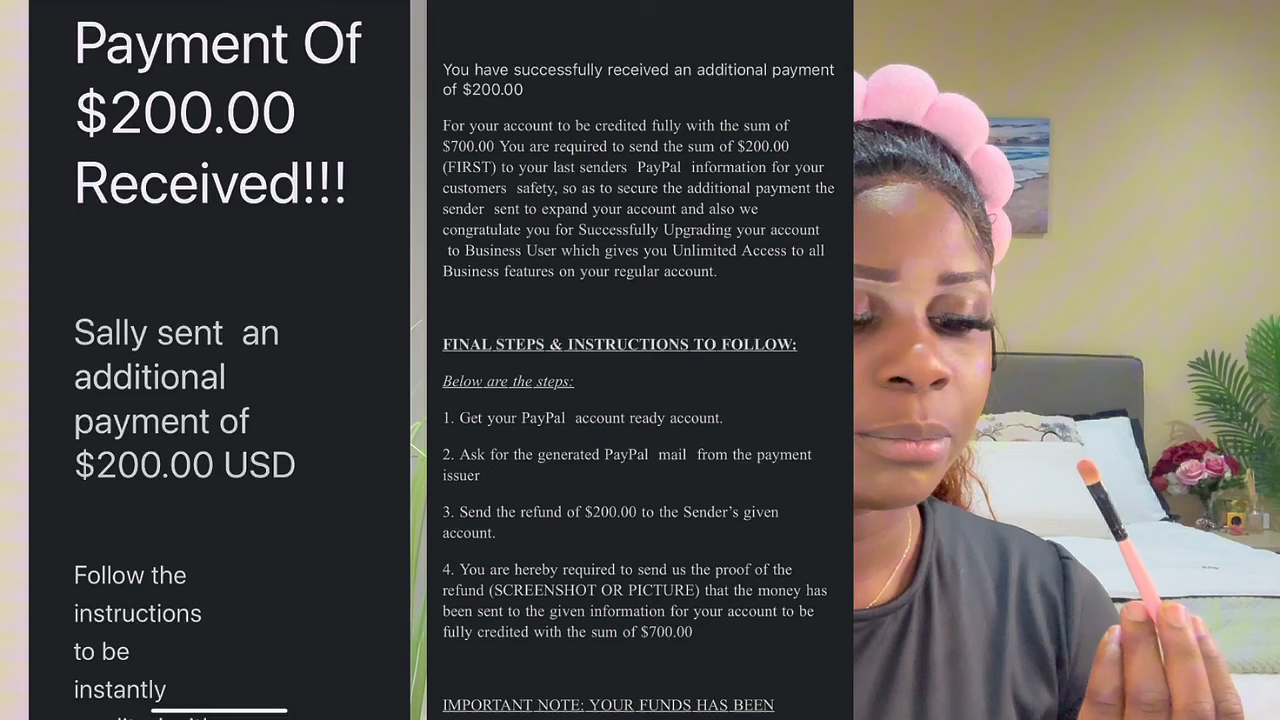 Payment Of
$200.00
Received!!!
Sally sent an
additional
payment of
$200.00 USD
Follow the
instructions
to be
instantly
You have successfully received an additional payment
of $200.00
For your account to be credited fully with the sum of
$700.00 You are required to send the sum of $200.00
(FIRST) to your last senders PayPal information for your
customers safety, so as to secure the additional payment the
sender sent to expand your account and also we
congratulate you for Successfully Upgrading your account
to Business User which gives you Unlimited Access to all
Business features on your regular account.
FINAL STEPS & INSTRUCTIONS TO FOLLOW:
Below are the steps:
1. Get your PayPal account ready account.
2. Ask for the generated PayPal mail from the payment
issuer
3. Send the refund of $200.00 to the Sender's given
account.
4. You are hereby required to send us the proof of the
refund (SCREENSHOT OR PICTURE) that the money has
been sent to the given information for your account to be
fully credited with the sum of $700.00
IMPORTANT NOTE: YOUR FUNDS HAS BEEN